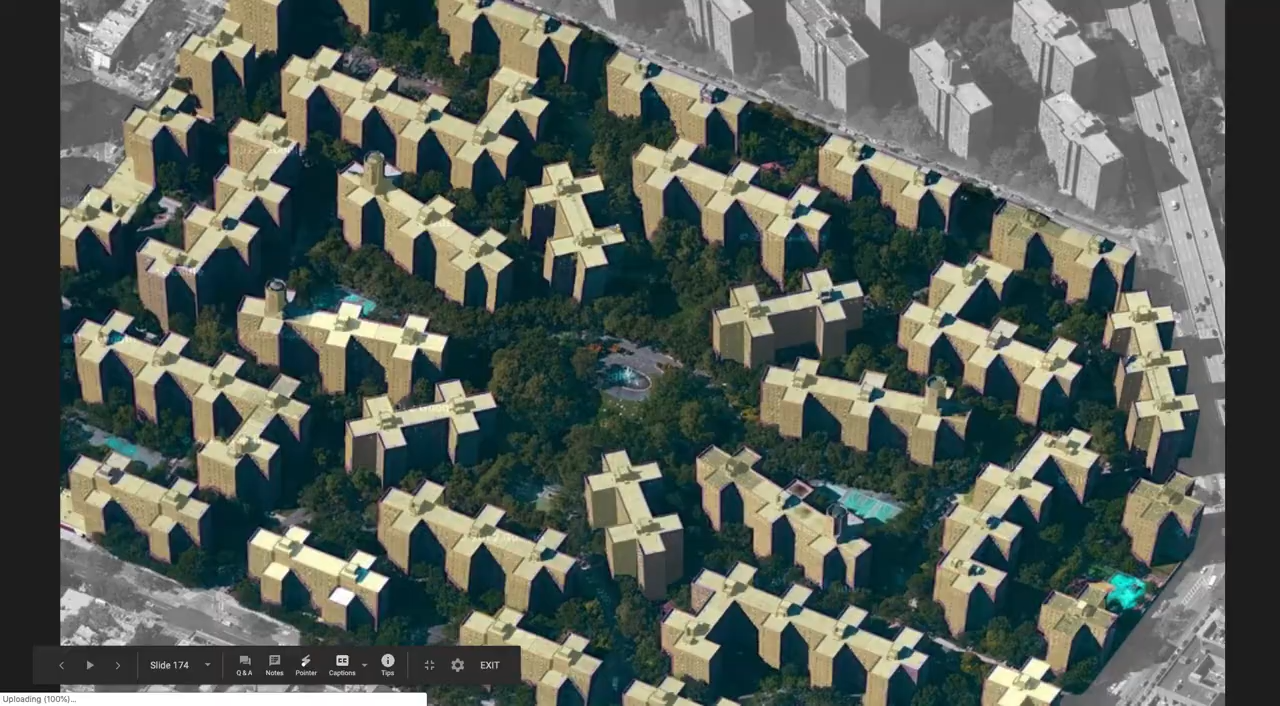 Slide 174
Q & A
Notes
Pointer
Captions
Tips
EXIT
Uploading (100%)...